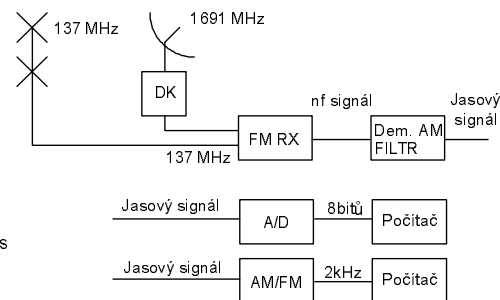 137 MHz
1691 MHz
DK
nf signál
Jasový
signál
FM RX
Dem. AM
FILTR
137 MHz
Jasový signál
A/D
8bitů
Počítač
s
Jasový signál
AM/FM
2kHz
Počítač